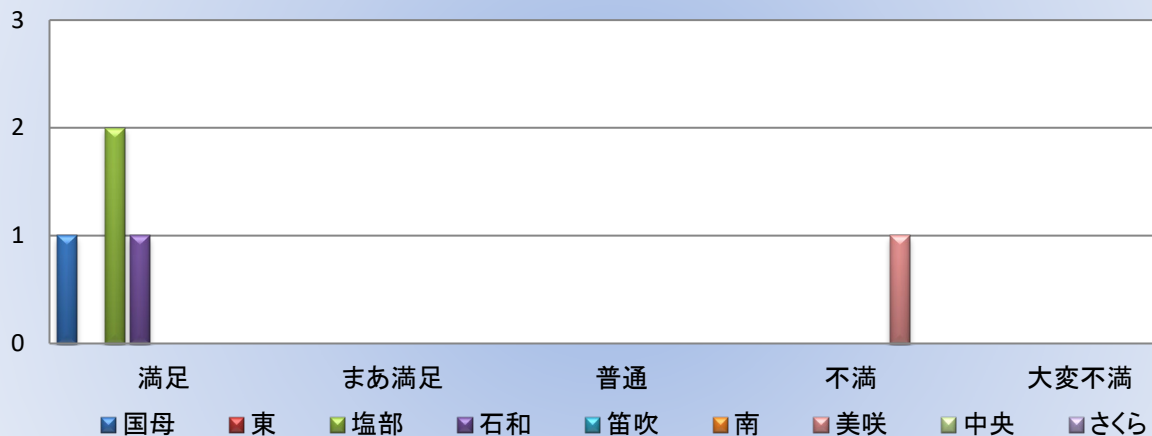 3
2
1
0
満足 まあ満足 普通 不満 大変不満
国母 東 塩部 石和 笛吹 南 美咲 中央 さくら